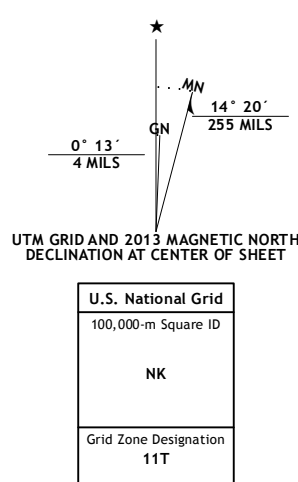 ★
MN
14° 20´
255 MILS
GN
0° 13´
4 MILS
UTM GRID AND 2013 MAGNETIC NORTH
DECLINATION AT CENTER OF SHEET
U.S. National Grid
100,000-m Square ID
NK
Grid Zone Designation
11T